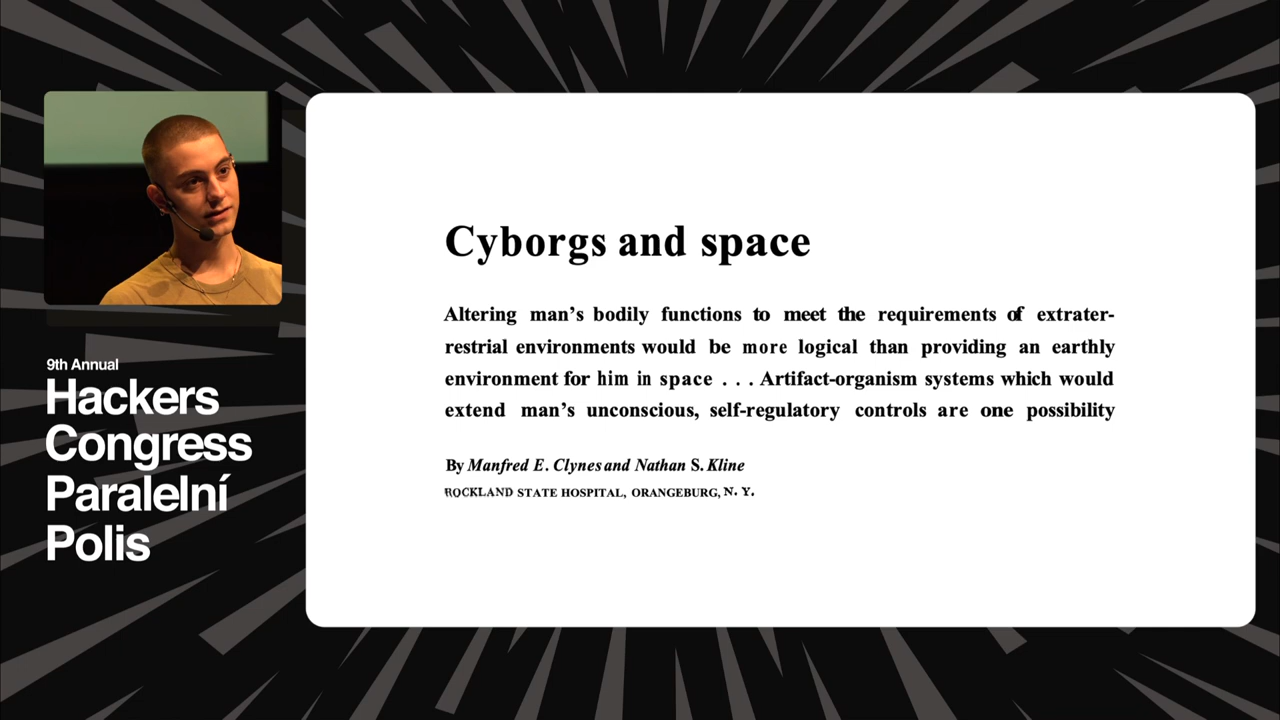 9th Annual
Hackers
Congress
Paralelní
Polis
Cyborgs and space
Altering man's bodily functions to meet the requirements of extrater-
restrial environments would be more logical than providing an earthly
environment for him in space . . . Artifact-organism systems which would
extend man's unconscious, self-regulatory controls are one possibility
By Manfred E. Clynes and Nathan S. Kline
ROCKLAND STATE HOSPITAL, ORANGEBURG, N. Y.